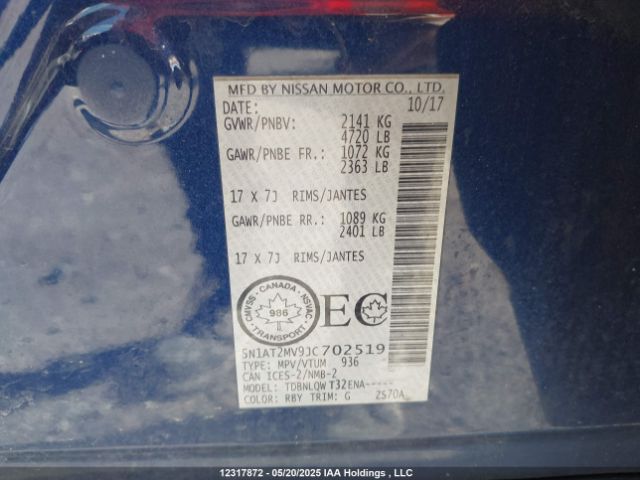 MFD BY NISSAN MOTOR CO., LTD.
DATE: 10/17
GVWR/PNBV: 2141 KG
4720 LB
GAWR/PNBE FR.: 1072 KG
2363 LB
17 X 7J RIMS/JANTES
GAWR/PNBE RR.: 1089 KG
2401 LB
17 X 7J RIMS/JANTES
CANADA
CMVSS NSVAC
986
TRANSPORT
EC
5N1AT2MV9JC702519
TYPE: MPV/VTUM 936
CAN ICES-2/NMB-2
MODEL: TDBNLQWT32ENA-----
COLOR: RBY TRIM: G 2S70A
12317872 — 05/20/2025 IAA Holdings , LLC